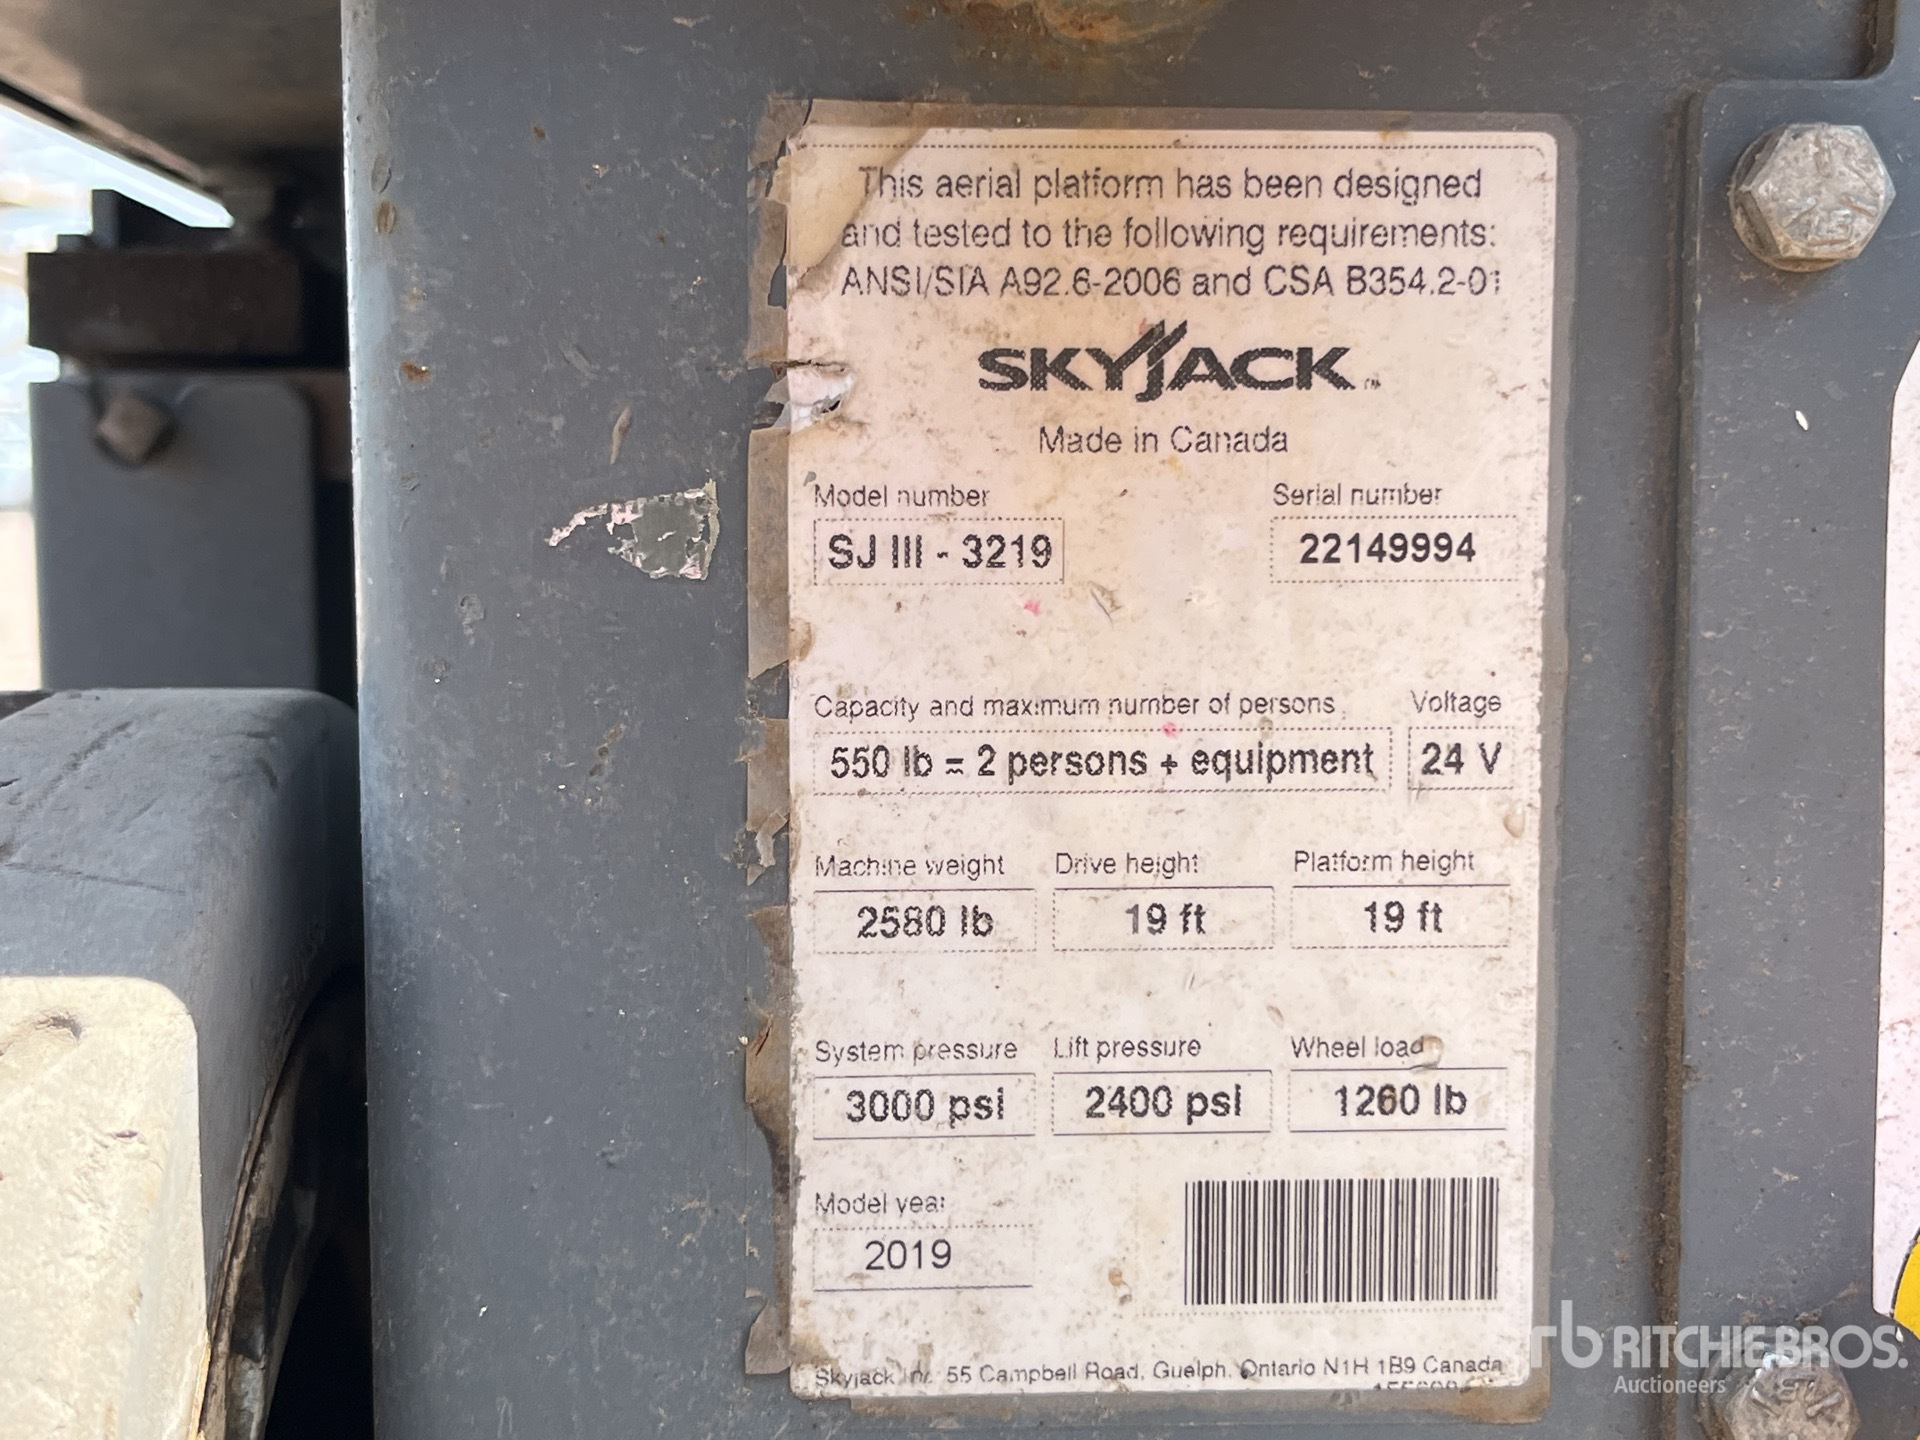 This aerial platform has been designed
and tested to the following requirements:
ANSI/SIA A92.6-2006 and CSA B354.2-01
SKYJACK™
Made in Canada
Model number Serial number
SJ III - 3219 22149994
Capacity and maximum number of persons Voltage
550 lb = 2 persons + equipment 24 V
Machine weight Drive height Platform height
2580 lb 19 ft 19 ft
System pressure Lift pressure Wheel load
3000 psi 2400 psi 1260 lb
Model year
2019
Skyjack Inc. 55 Campbell Road, Guelph, Ontario N1H 1B9 Canada
rb RITCHIE BROS.
Auctioneers